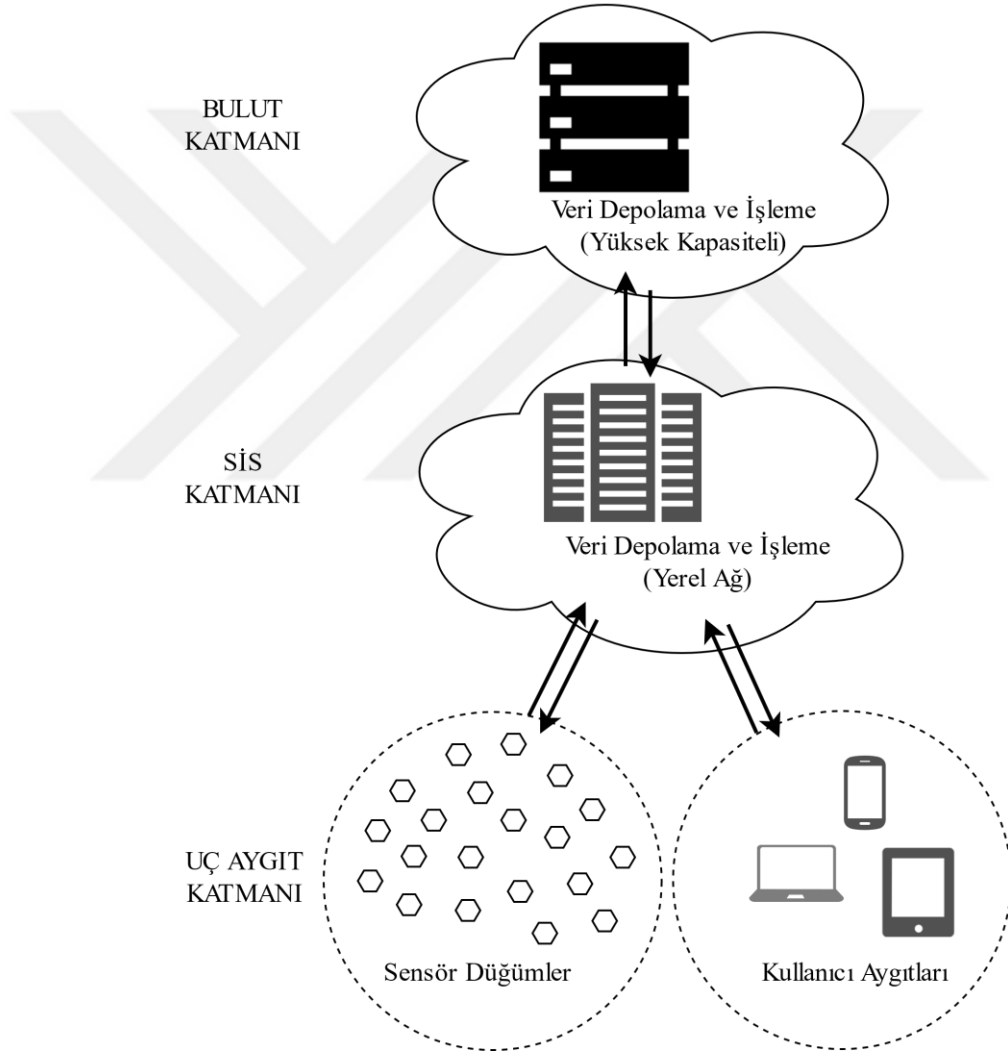 BULUT
KATMANI
Veri Depolama ve İşleme
(Yüksek Kapasiteli)
SİS
KATMANI
Veri Depolama ve İşleme
(Yerel Ağ)
UÇ AYGIT
KATMANI
Sensör Düğümler
Kullanıcı Aygıtları